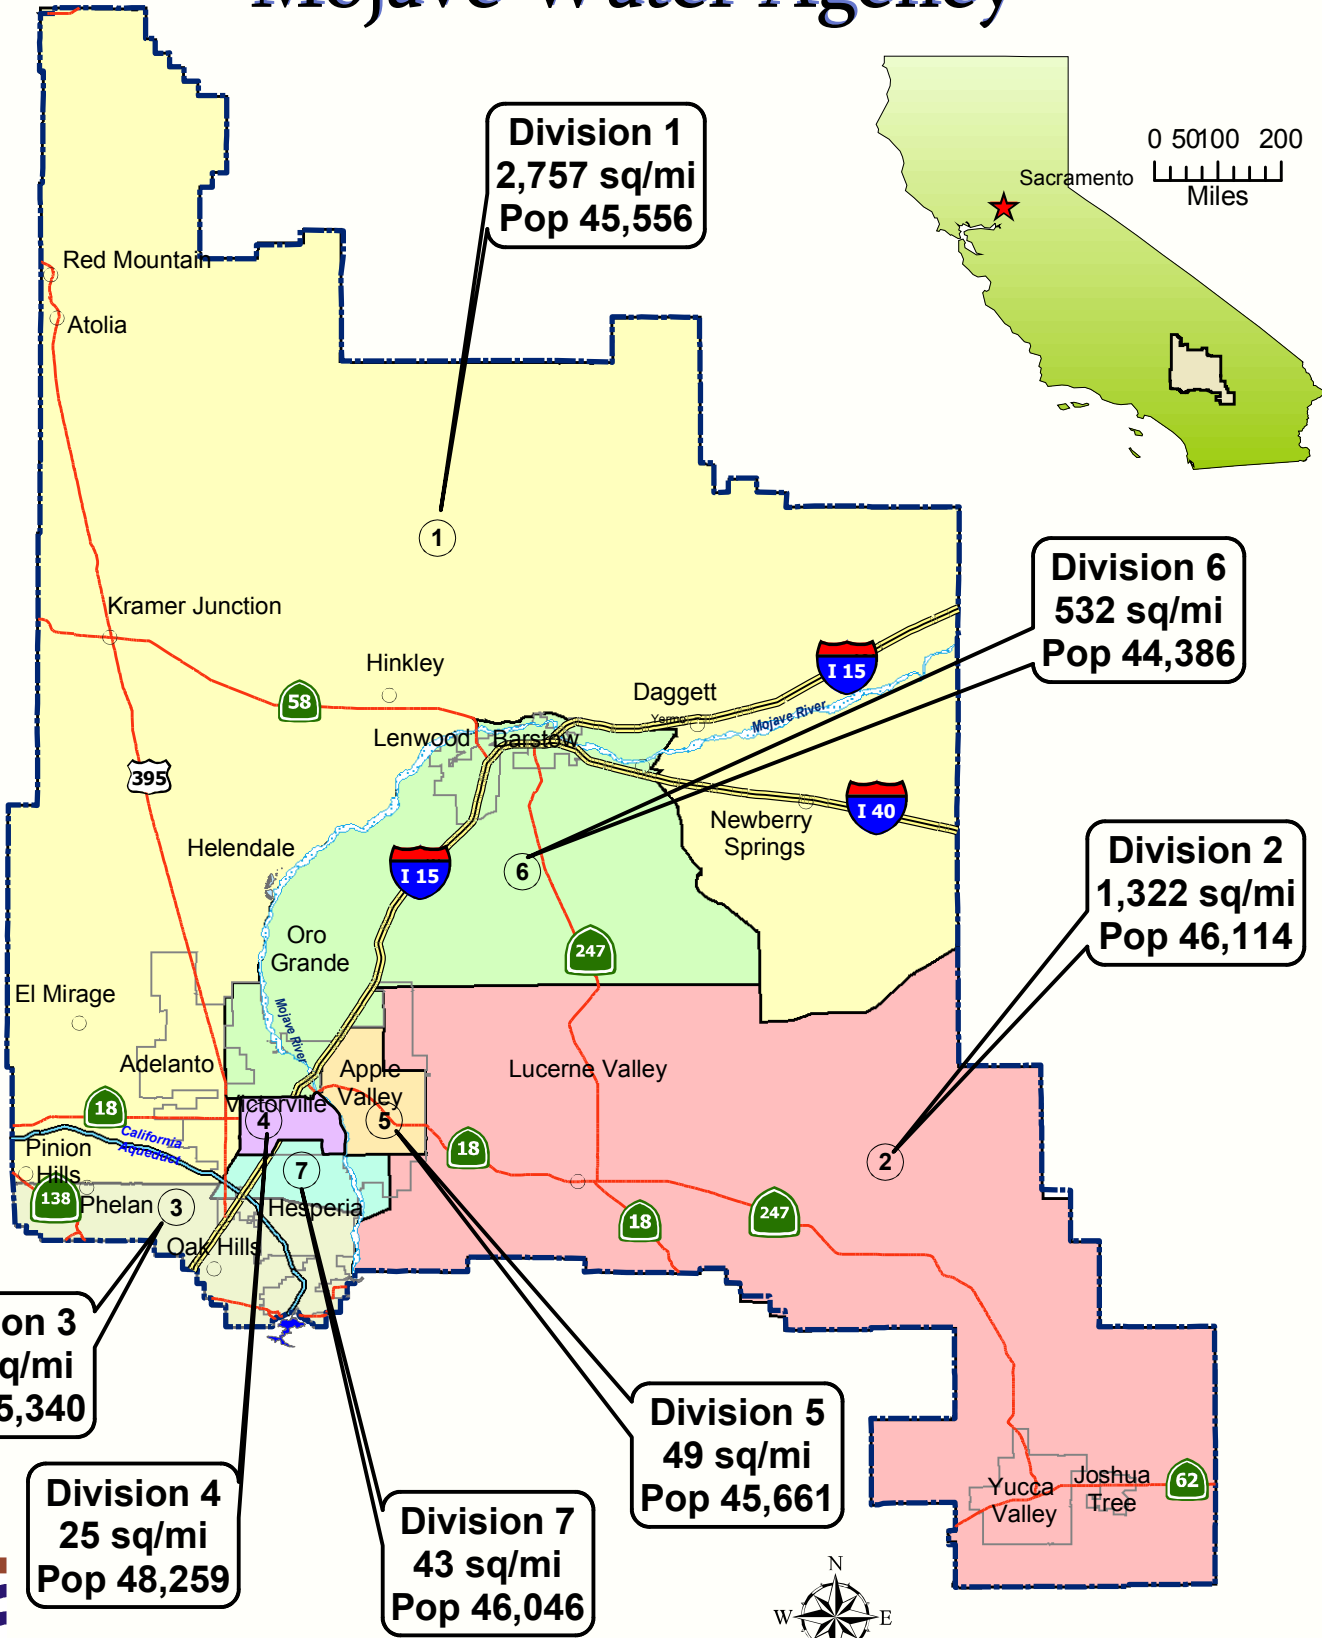 Mojave Water Agency
Division 1
2,757 sq/mi
Pop 45,556
0 50100 200
Miles
Sacramento
Red Mountain
Atolia
1
Division 6
532 sq/mi
Pop 44,386
Kramer Junction
Hinkley
58
I 15
Daggett
Yermo
Mojave River
Lenwood
Barstow
395
I 40
Newberry
Springs
Helendale
I 15
6
Division 2
1,322 sq/mi
Pop 46,114
Oro
Grande
247
El Mirage
Mojave River
Adelanto
Apple
Valley
Lucerne Valley
18
Victorville
4
5
California
Aqueduct
18
2
Pinion
Hills
7
138
Phelan
3
Hesperia
18
247
Oak Hills
on 3
q/mi
5,340
Division 5
49 sq/mi
Pop 45,661
Division 4
25 sq/mi
Pop 48,259
Division 7
43 sq/mi
Pop 46,046
Yucca
Valley
Joshua
Tree
62
N
W
E